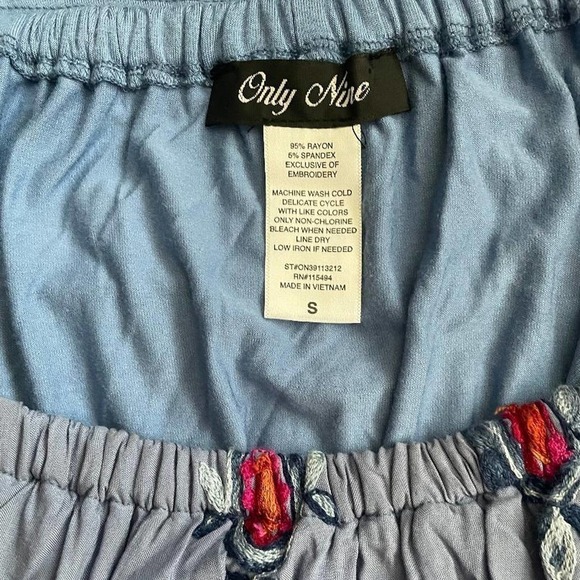 Only Nine
95% RAYON
5% SPANDEX
EXCLUSIVE OF
EMBROIDERY
MACHINE WASH COLD
DELICATE CYCLE
WITH LIKE COLORS
ONLY NON-CHLORINE
BLEACH WHEN NEEDED
LINE DRY
LOW IRON IF NEEDED
ST#ON39113212
RN#115494
MADE IN VIETNAM
S